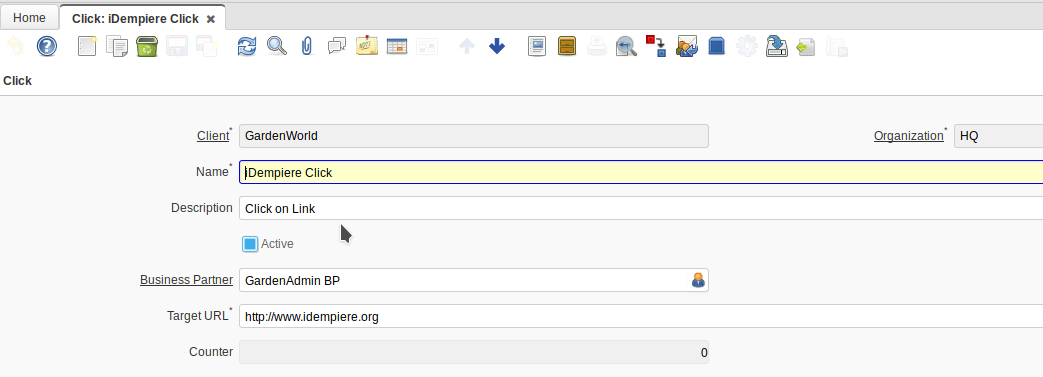 Home Click: iDempiere Click
Click
Client* GardenWorld Organization* HQ
Name* iDempiere Click
Description Click on Link
Active
Business Partner GardenAdmin BP
Target URL* http://www.idempiere.org
Counter 0